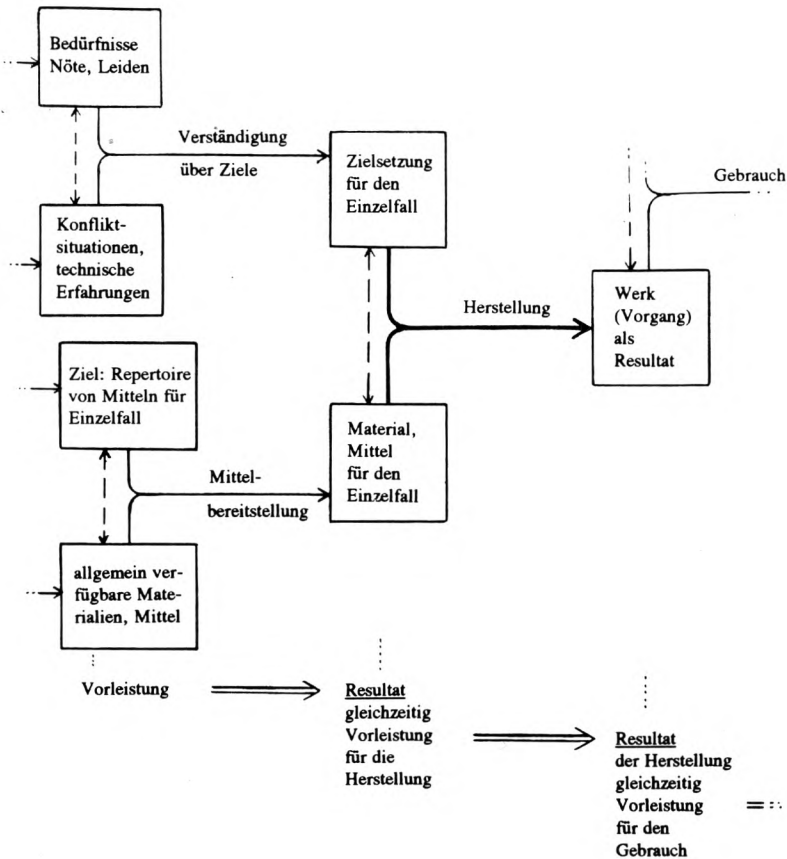 Bedürfnisse
Nöte, Leiden
Verständigung
über Ziele
Zielsetzung
für den
Einzelfall
Gebrauch
Konflikt-
situationen,
technische
Erfahrungen
Herstellung
Werk
(Vorgang)
als
Resultat
Ziel: Repertoire
von Mitteln für
Einzelfall
Material,
Mittel
für den
Einzelfall
Mittel-
bereitstellung
allgemein ver-
fügbare Mate-
rialien, Mittel
Vorleistung
Resultat
gleichzeitig
Vorleistung
für die
Herstellung
Resultat
der Herstellung
gleichzeitig
Vorleistung
für den
Gebrauch